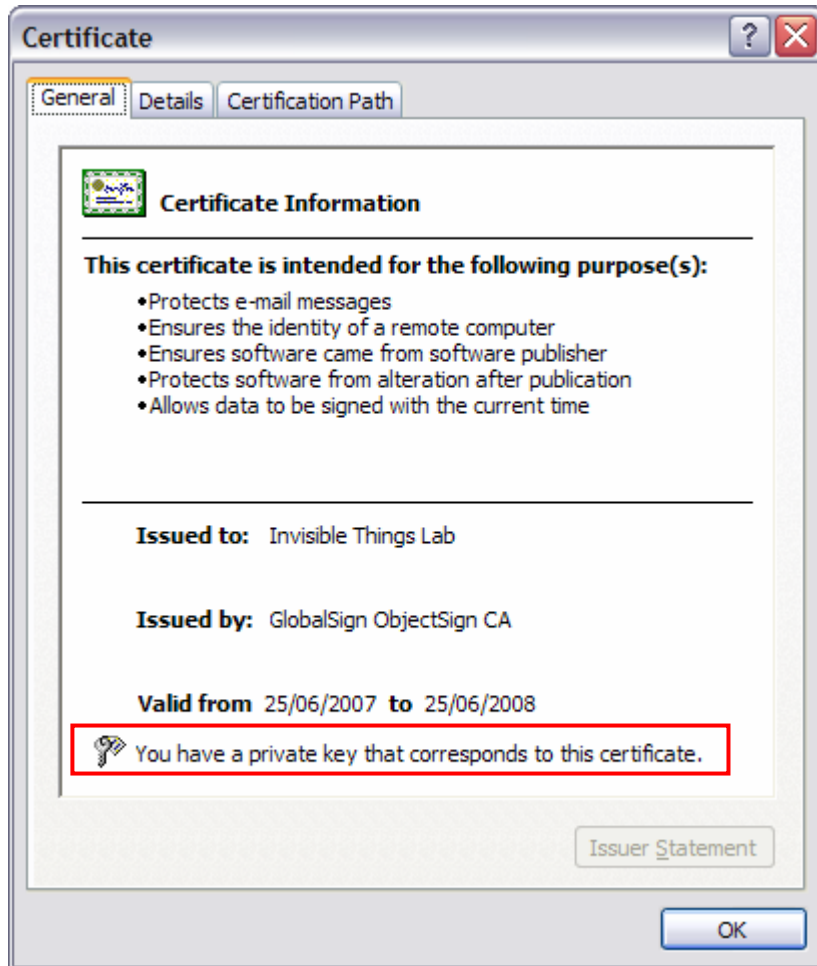 Certificate
General Details Certification Path
Certificate Information
This certificate is intended for the following purpose(s):
•Protects e-mail messages
•Ensures the identity of a remote computer
•Ensures software came from software publisher
•Protects software from alteration after publication
•Allows data to be signed with the current time
Issued to: Invisible Things Lab
Issued by: GlobalSign ObjectSign CA
Valid from 25/06/2007 to 25/06/2008
You have a private key that corresponds to this certificate.
Issuer Statement
OK